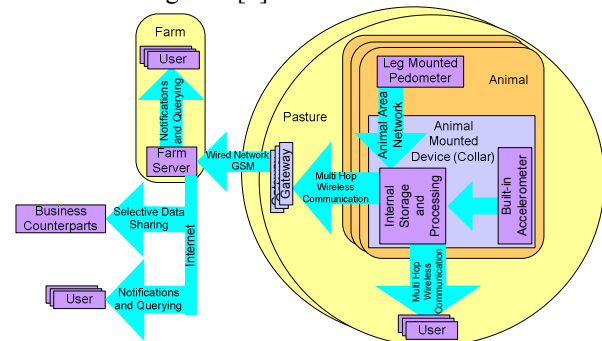 Farm
User
Notifications
and Querying
Farm
Server
Wired Network
GSM
Business
Counterparts
Selective Data
Sharing
Internet
User
Notifications
and Querying
Pasture
Gateway
Multi Hop
Wireless
Communication
Leg Mounted
Pedometer
Animal
Animal Area
Network
Animal
Mounted
Device (Collar)
Internal
Storage
and
Processing
Built-in
Accelerometer
Multi Hop
Wireless
Communication
User